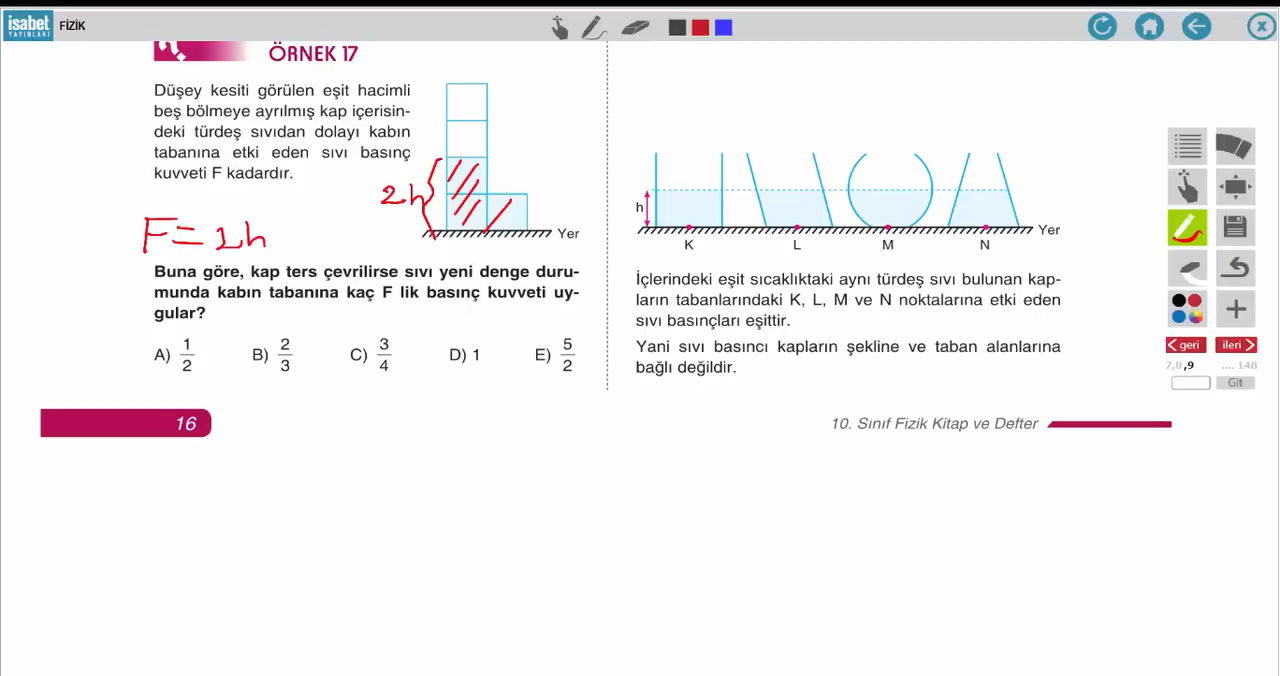 isabet
YAYINLARI
FİZİK
ÖRNEK 17
Düşey kesiti görülen eşit hacimli
beş bölmeye ayrılmış kap içerisin-
deki türdeş sıvıdan dolayı kabın
tabanına etki eden sıvı basınç
kuvveti F kadardır.
2h
Yer
F = 2h
Buna göre, kap ters çevrilirse sıvı yeni denge duru-
munda kabın tabanına kaç F lik basınç kuvveti uy-
gular?
A) 1/2 B) 2/3 C) 3/4 D) 1 E) 5/2
16
h
K L M N
Yer
İçlerindeki eşit sıcaklıktaki aynı türdeş sıvı bulunan kap-
ların tabanlarındaki K, L, M ve N noktalarına etki eden
sıvı basınçları eşittir.
Yani sıvı basıncı kapların şekline ve taban alanlarına
bağlı değildir.
10. Sınıf Fizik Kitap ve Defter
geri ileri
7,8,9 .... 148
Git